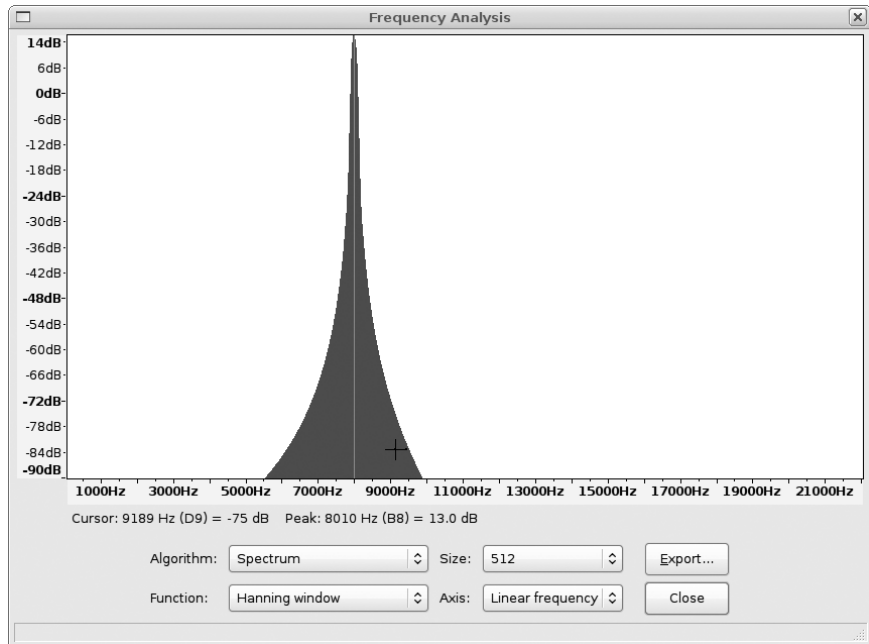 Frequency Analysis
14dB
6dB
0dB
-6dB
-12dB
-18dB
-24dB
-30dB
-36dB
-42dB
-48dB
-54dB
-60dB
-66dB
-72dB
-78dB
-84dB
-90dB
1000Hz 3000Hz 5000Hz 7000Hz 9000Hz 11000Hz 13000Hz 15000Hz 17000Hz 19000Hz 21000Hz
Cursor: 9189 Hz (D9) = -75 dB Peak: 8010 Hz (B8) = 13.0 dB
Algorithm: Spectrum Size: 512 Export...
Function: Hanning window Axis: Linear frequency Close